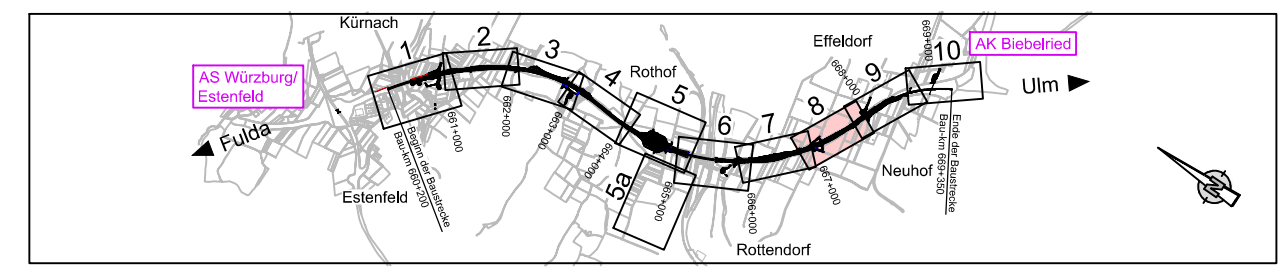 Kürnach
AS Würzburg/
Estenfeld
Fulda
Estenfeld
Beginn der Baustrecke
Bau-km 660+200
1
661+000
2
662+000
3
663+000
4
664+000
Rothof
5
5a
665+000
6
666+000
Rottendorf
7
8
667+000
Effeldorf
668+000
9
Neuhof
669+000
10
AK Biebelried
Ulm
Ende der Baustrecke
Bau-km 669+350
N